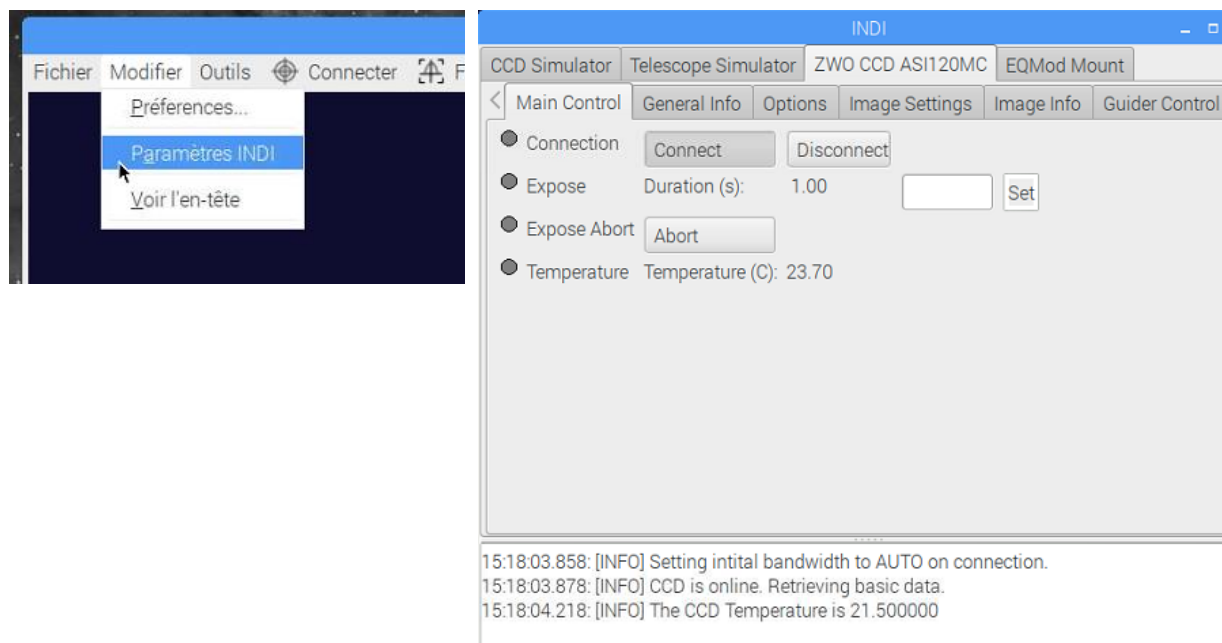 Fichier Modifier Outils Connecter F
Préferences...
Paramètres INDI
Voir l'en-tête
INDI
CCD Simulator Telescope Simulator ZWO CCD ASI120MC EQMod Mount
Main Control General Info Options Image Settings Image Info Guider Control
Connection Connect Disconnect
Expose Duration (s): 1.00 Set
Expose Abort Abort
Temperature Temperature (C): 23.70
15:18:03.858: [INFO] Setting intital bandwidth to AUTO on connection.
15:18:03.878: [INFO] CCD is online. Retrieving basic data.
15:18:04.218: [INFO] The CCD Temperature is 21.500000